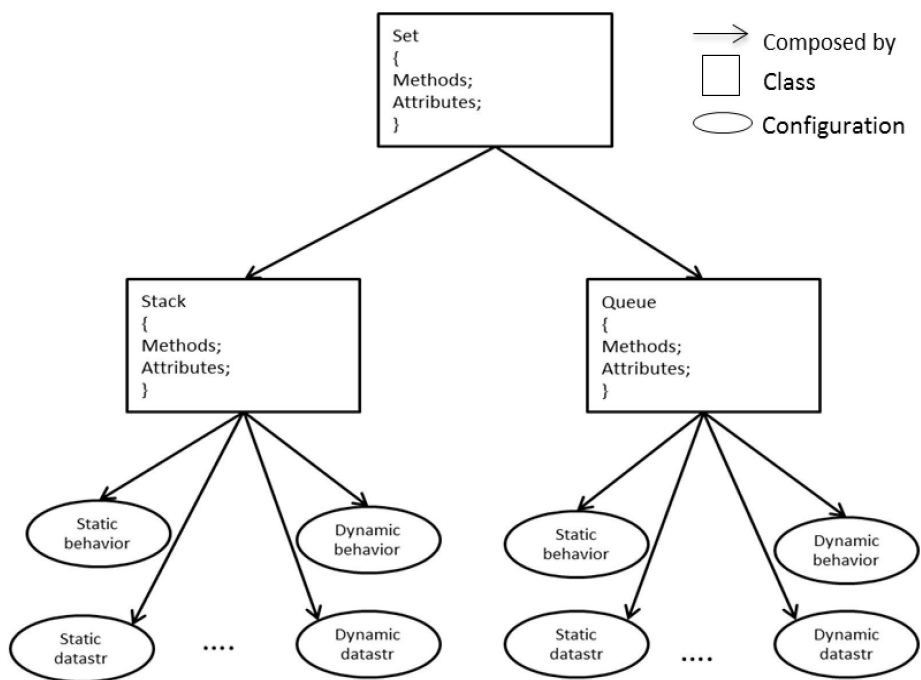 Set
{
Methods;
Attributes;
}
Composed by
Class
Configuration
Stack
{
Methods;
Attributes;
}
Queue
{
Methods;
Attributes;
}
Static
behavior
Dynamic
behavior
Static
behavior
Dynamic
behavior
Static
datastr
....
Dynamic
datastr
Static
datastr
....
Dynamic
datastr